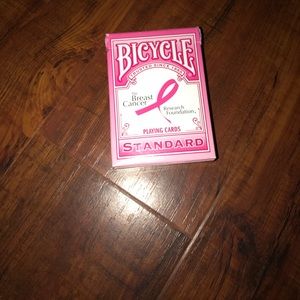 BICYCLE
The
Breast
Cancer
Research
Foundation
PLAYING CARDS
STANDARD